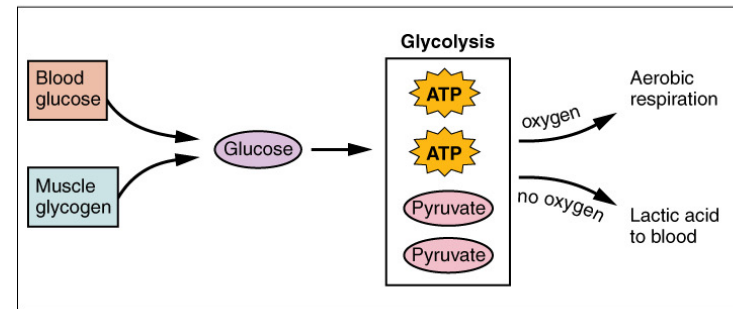 Glycolysis
Blood
glucose
Muscle
glycogen
Glucose
ATP
ATP
Pyruvate
Pyruvate
oxygen
no oxygen
Aerobic
respiration
Lactic acid
to blood